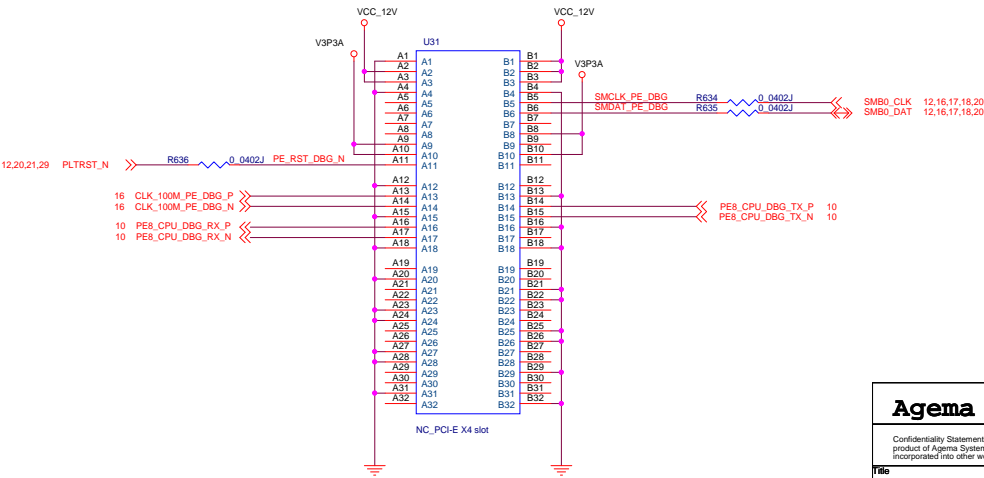 VCC_12V VCC_12V
V3P3A U31 V3P3A
A1 A1 B1 B1
A2 A2 B2 B2
A3 A3 B3 B3
A4 A4 B4 B4
A5 A5 B5 B5 SMCLK_PE_DBG R634 0_0402J SMB0_CLK 12,16,17,18,20
A6 A6 B6 B6 SMDAT_PE_DBG R635 0_0402J SMB0_DAT 12,16,17,18,20
A7 A7 B7 B7
A8 A8 B8 B8
A9 A9 B9 B9
A10 A10 B10 B10
12,20,21,29 PLTRST_N R636 0_0402J PE_RST_DBG_N A11 A11 B11 B11
A12 A12 B12 B12
16 CLK_100M_PE_DBG_P A13 A13 B13 B13
16 CLK_100M_PE_DBG_N A14 A14 B14 B14 PE8_CPU_DBG_TX_P 10
A15 A15 B15 B15 PE8_CPU_DBG_TX_N 10
10 PE8_CPU_DBG_RX_P A16 A16 B16 B16
10 PE8_CPU_DBG_RX_N A17 A17 B17 B17
A18 A18 B18 B18
A19 A19 B19 B19
A20 A20 B20 B20
A21 A21 B21 B21
A22 A22 B22 B22
A23 A23 B23 B23
A24 A24 B24 B24
A25 A25 B25 B25
A26 A26 B26 B26
A27 A27 B27 B27
A28 A28 B28 B28
A29 A29 B29 B29
A30 A30 B30 B30
A31 A31 B31 B31
A32 A32 B32 B32
NC_PCI-E X4 slot
Agema
Confidentiality Statement
product of Agema System
incorporated into other
Title